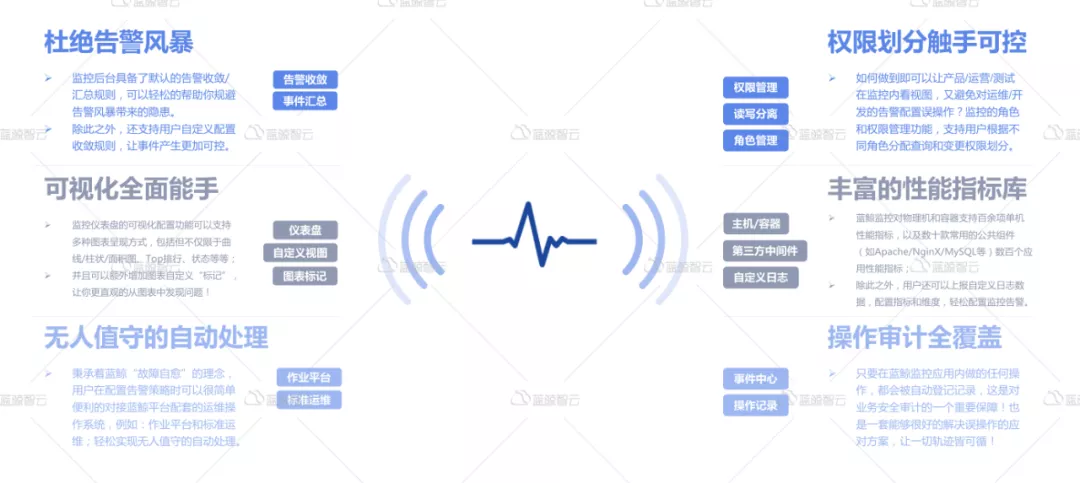 杜绝告警风暴
监控后台具备了默认的告警收敛/
汇总规则，可以轻松的帮助你规避
告警风暴带来的隐患。
除此之外，还支持用户自定义配置
收敛规则，让事件产生更加可控。
告警收敛
事件汇总
可视化全面能手
监控仪表盘的可视化配置功能可以支持
多种图表呈现方式，包括但不仅限于曲
线/柱状/面积图、Top排行、状态等等；
并且可以额外增加图表自定义“标记”，
让你更直观的从图表中发现问题！
仪表盘
自定义视图
图表标记
无人值守的自动处理
秉承着蓝鲸“故障自愈”的理念，
用户在配置告警策略时可以很简单
便利的对接蓝鲸平台配套的运维操
作系统，例如：作业平台和标准运
维；轻松实现无人值守的自动处理。
作业平台
标准运维
权限划分触手可控
权限管理
读写分离
角色管理
如何做到即可以让产品/运营/测试
在监控内看视图，又避免对运维/开
发的告警配置误操作？监控的角色
和权限管理功能，支持用户根据不
同角色分配查询和变更权限划分。
丰富的性能指标库
主机/容器
第三方中间件
自定义日志
蓝鲸监控对物理机和容器支持百余项单机
性能指标，以及数十款常用的公共组件
（如Apache/NginX/MySQL等）数百个应
用性能指标；
除此之外，用户还可以上报自定义日志数
据，配置指标和维度，轻松配置监控告警。
操作审计全覆盖
事件中心
操作记录
只要在蓝鲸监控应用内做的任何操
作，都会被自动登记记录，这是对
业务安全审计的一个重要保障！也
是一套能够很好的解决误操作的应
对方案，让一切轨迹皆可循！
蓝鲸智云